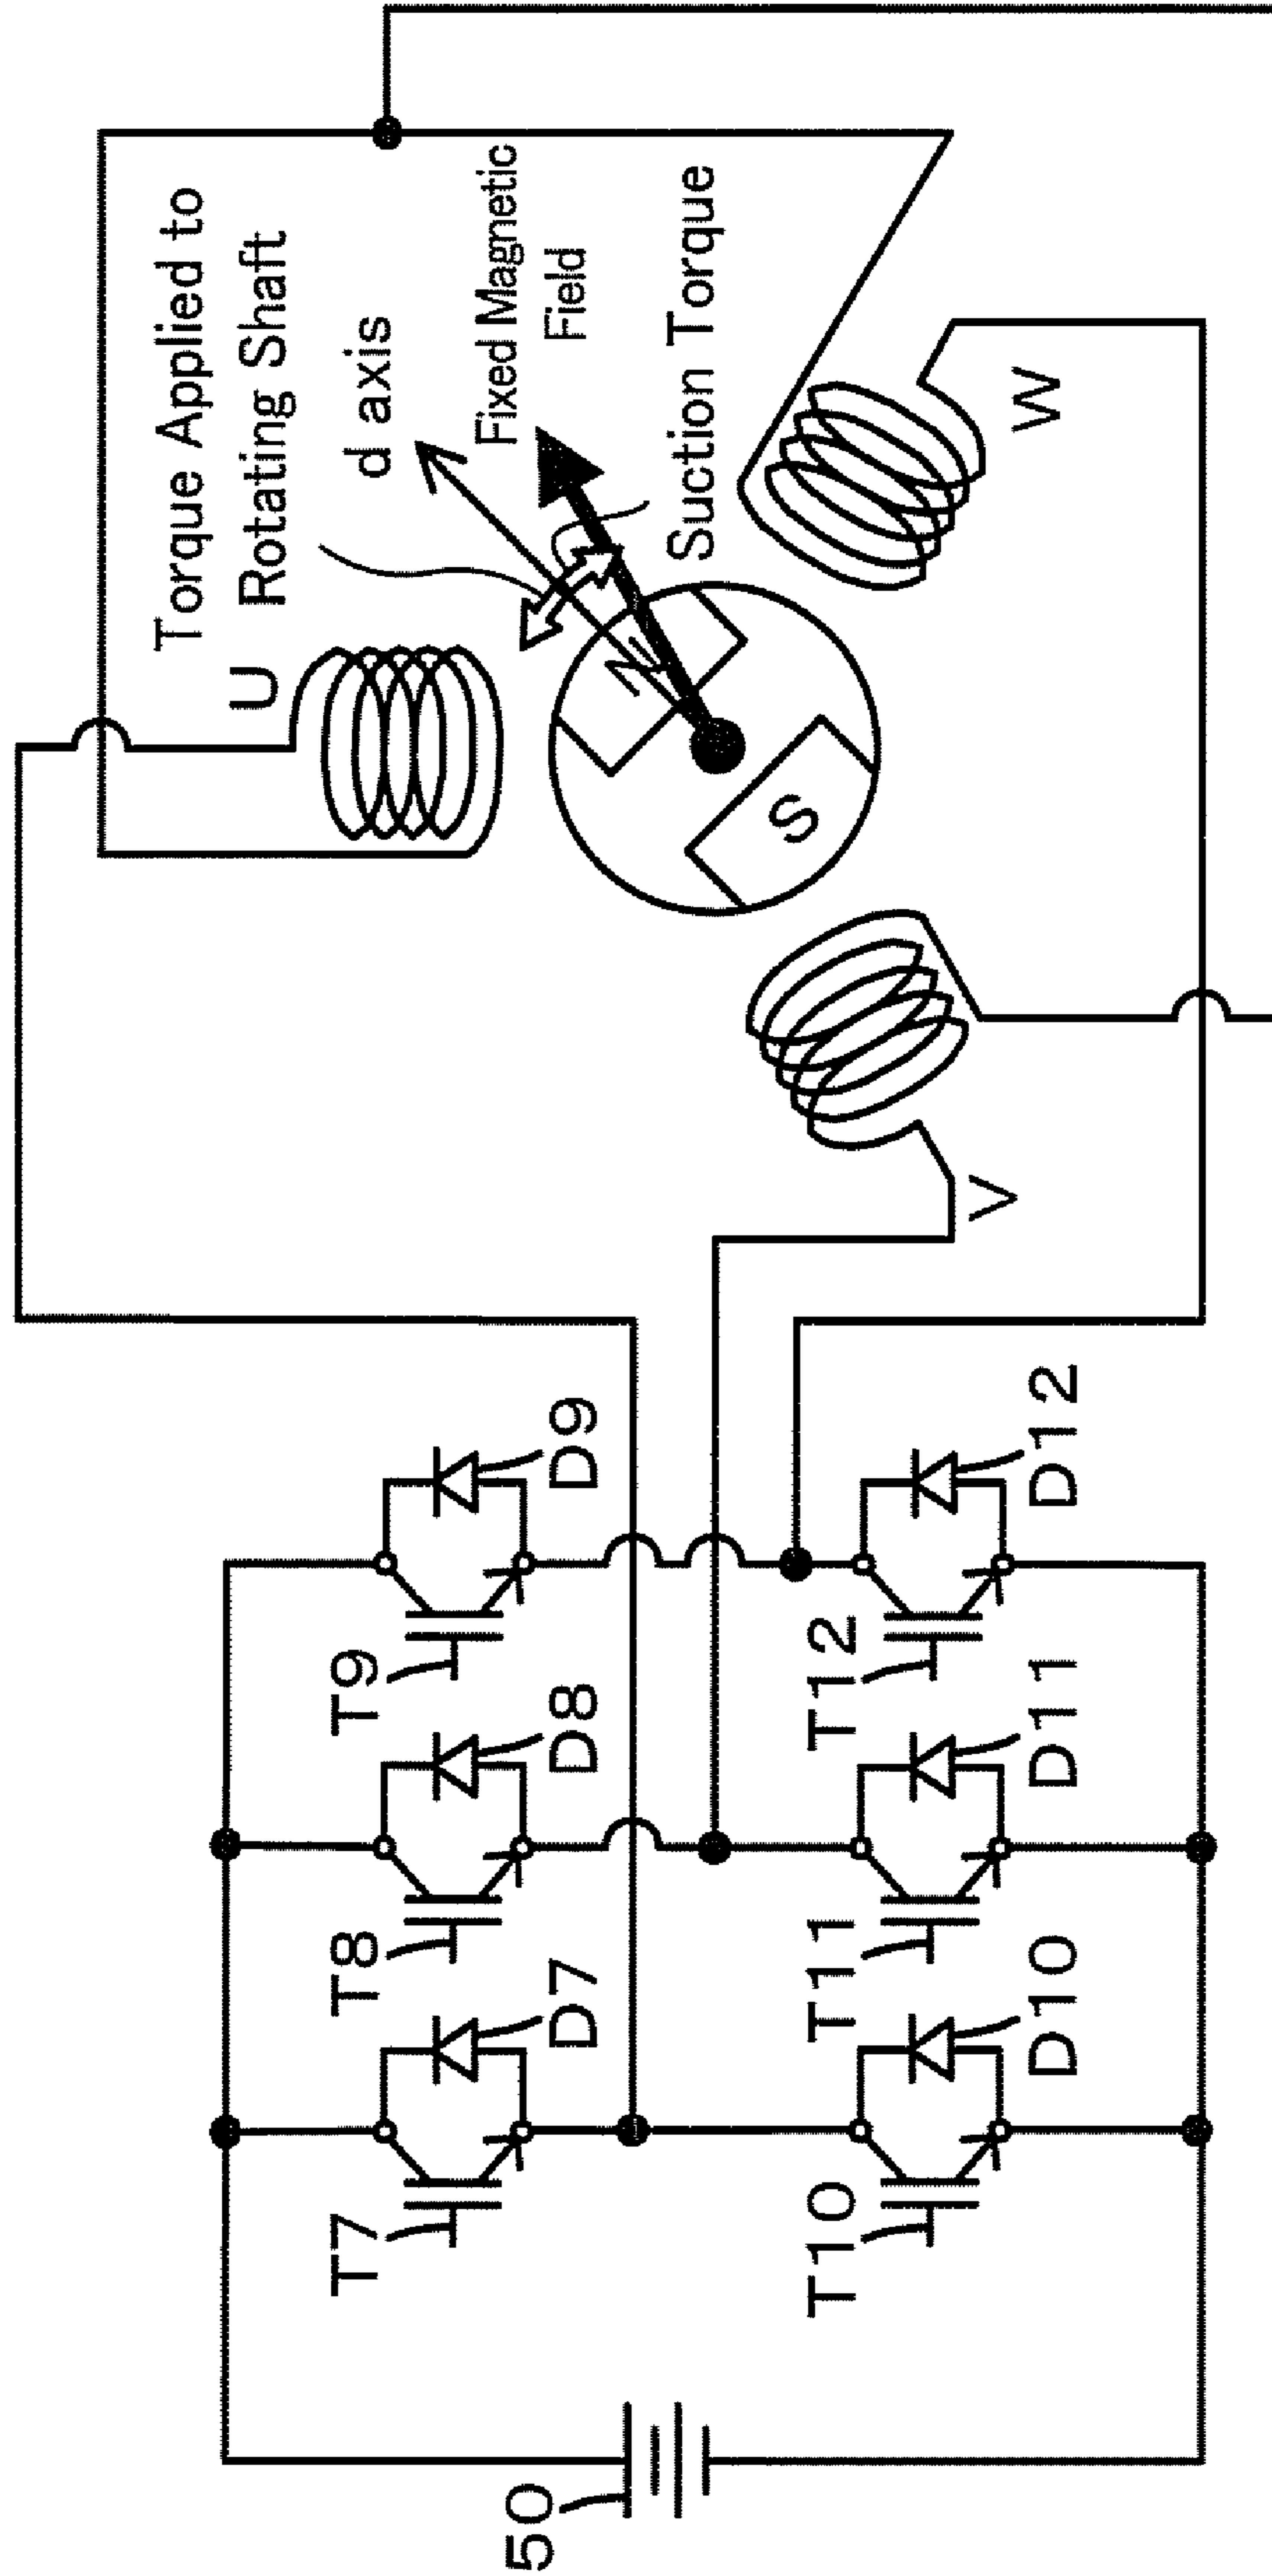 Torque Applied to
Rotating Shaft
U
d axis
Fixed Magnetic
Field
Suction Torque
N
S
V
W
T7
T8
T9
D7
D8
D9
50
T10
T11
T12
D10
D11
D12